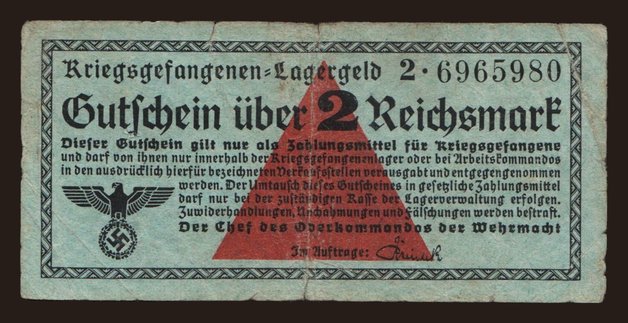 Kriegsgefangenen-Lagergeld 2·6965980
Gutschein über 2 Reichsmark
Dieser Gutschein gilt nur als Zahlungsmittel für Kriegsgefangene
und darf von ihnen nur innerhalb der Kriegsgefangenenlager oder bei Arbeitskommandos
in den ausdrücklich hierfür bezeichneten Verkaufsstellen verausgabt und entgegengenommen
werden. Der Umtausch dieses Gutscheines in gesetzliche Zahlungsmittel
darf nur bei der zuständigen Kasse der Lagerverwaltung erfolgen.
Zuwiderhandlungen, Nachahmungen und Fälschungen werden bestraft.
Der Chef des Oberkommandos der Wehrmacht
Im Auftrage: